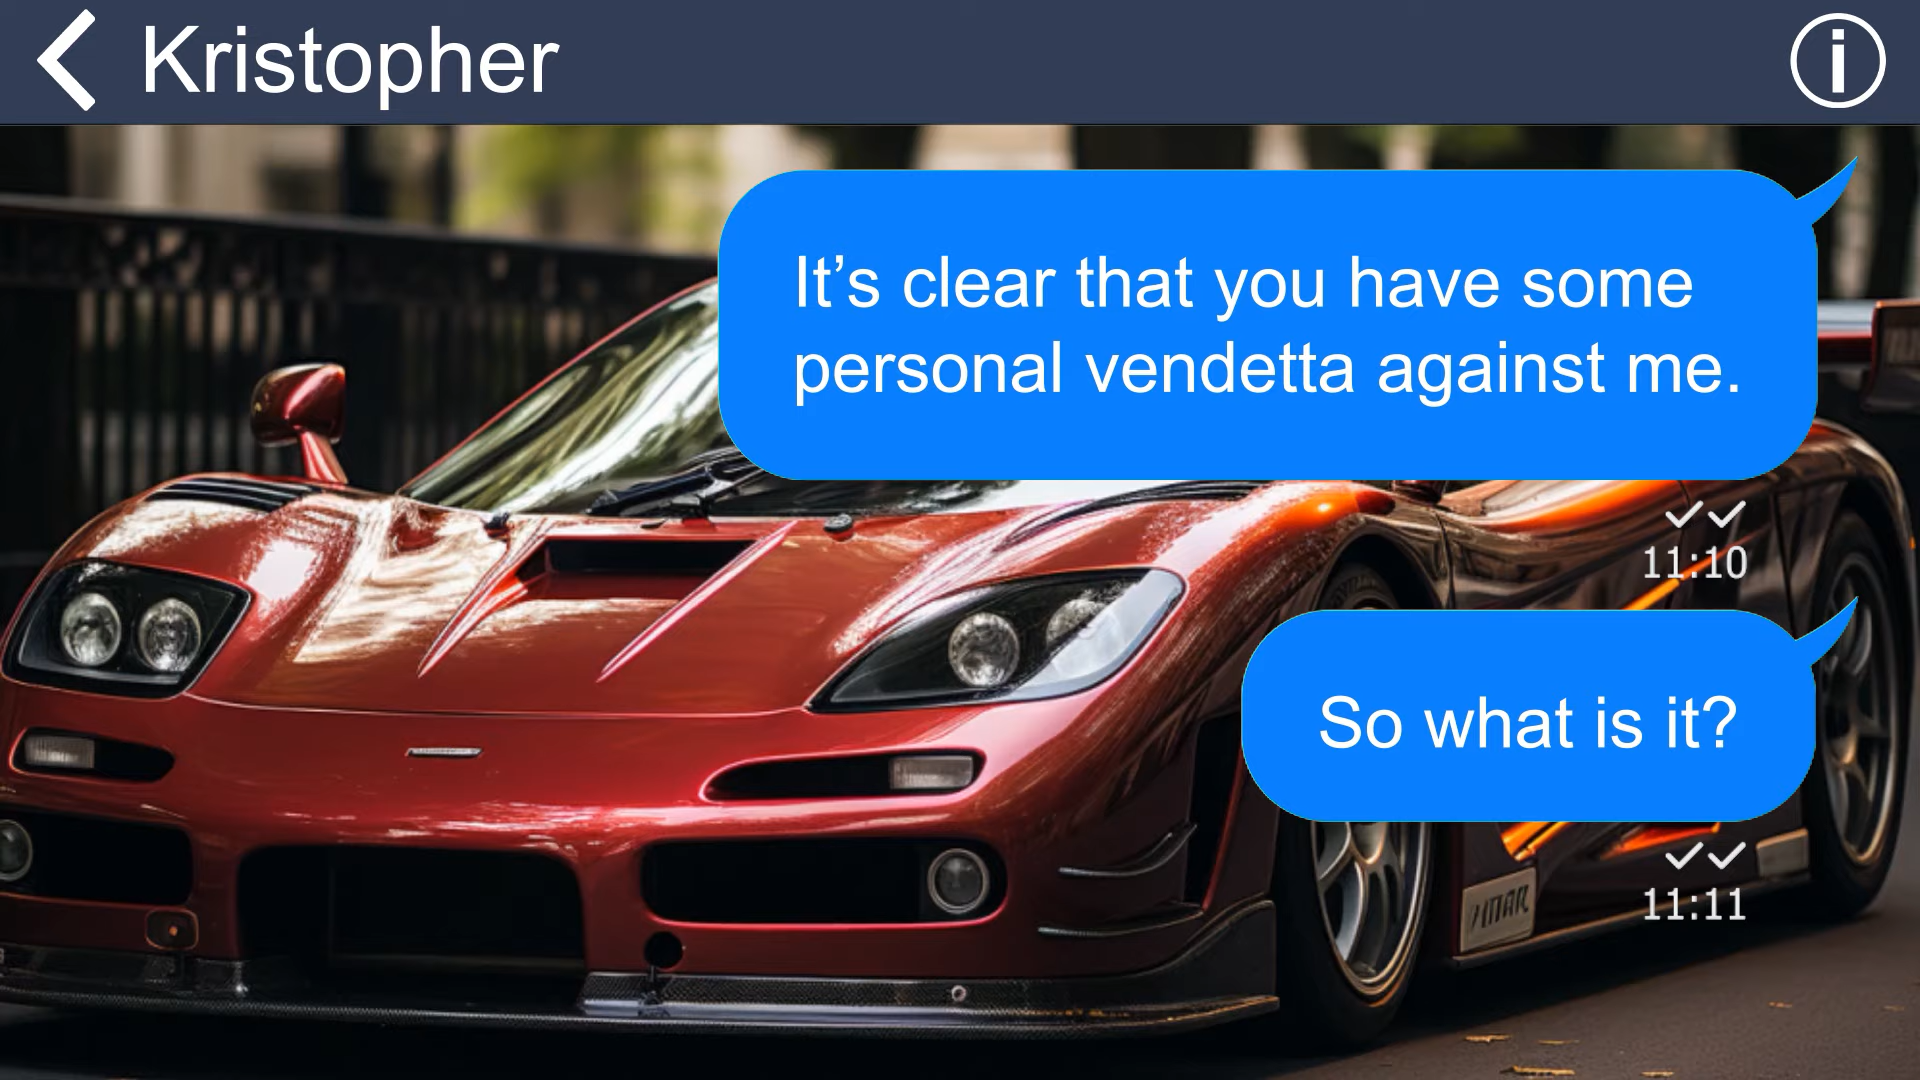 Kristopher
It’s clear that you have some
personal vendetta against me.
11:10
So what is it?
11:11